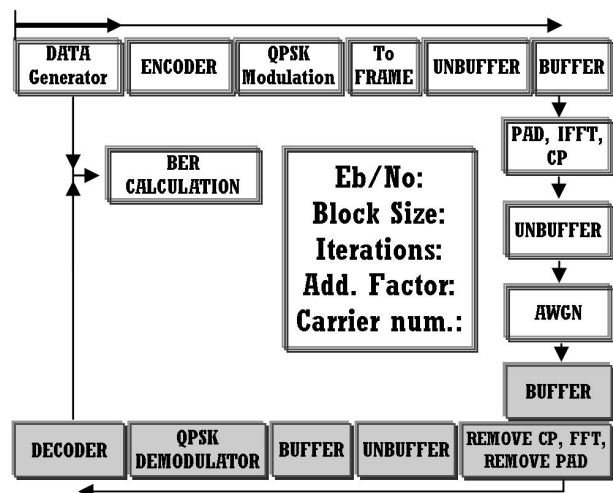 DATA
Generator
ENCODER
QPSK
Modulation
To
FRAME
UNBUFFER
BUFFER
PAD, IFFT,
CP
BER
CALCULATION
Eb/No:
Block Size:
Iterations:
Add. Factor:
Carrier num.:
UNBUFFER
AWGN
BUFFER
DECODER
QPSK
DEMODULATOR
BUFFER
UNBUFFER
REMOVE CP, FFT,
REMOVE PAD